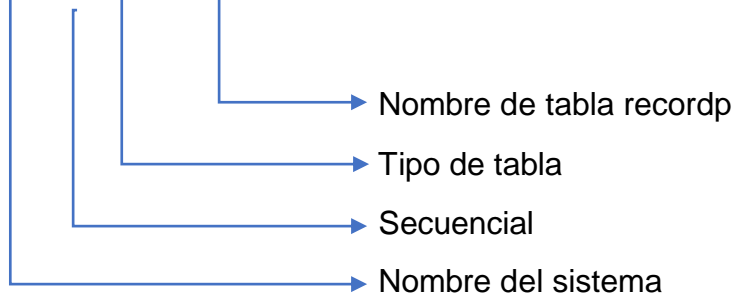 Nombre de tabla recordp
Tipo de tabla
Secuencial
Nombre del sistema